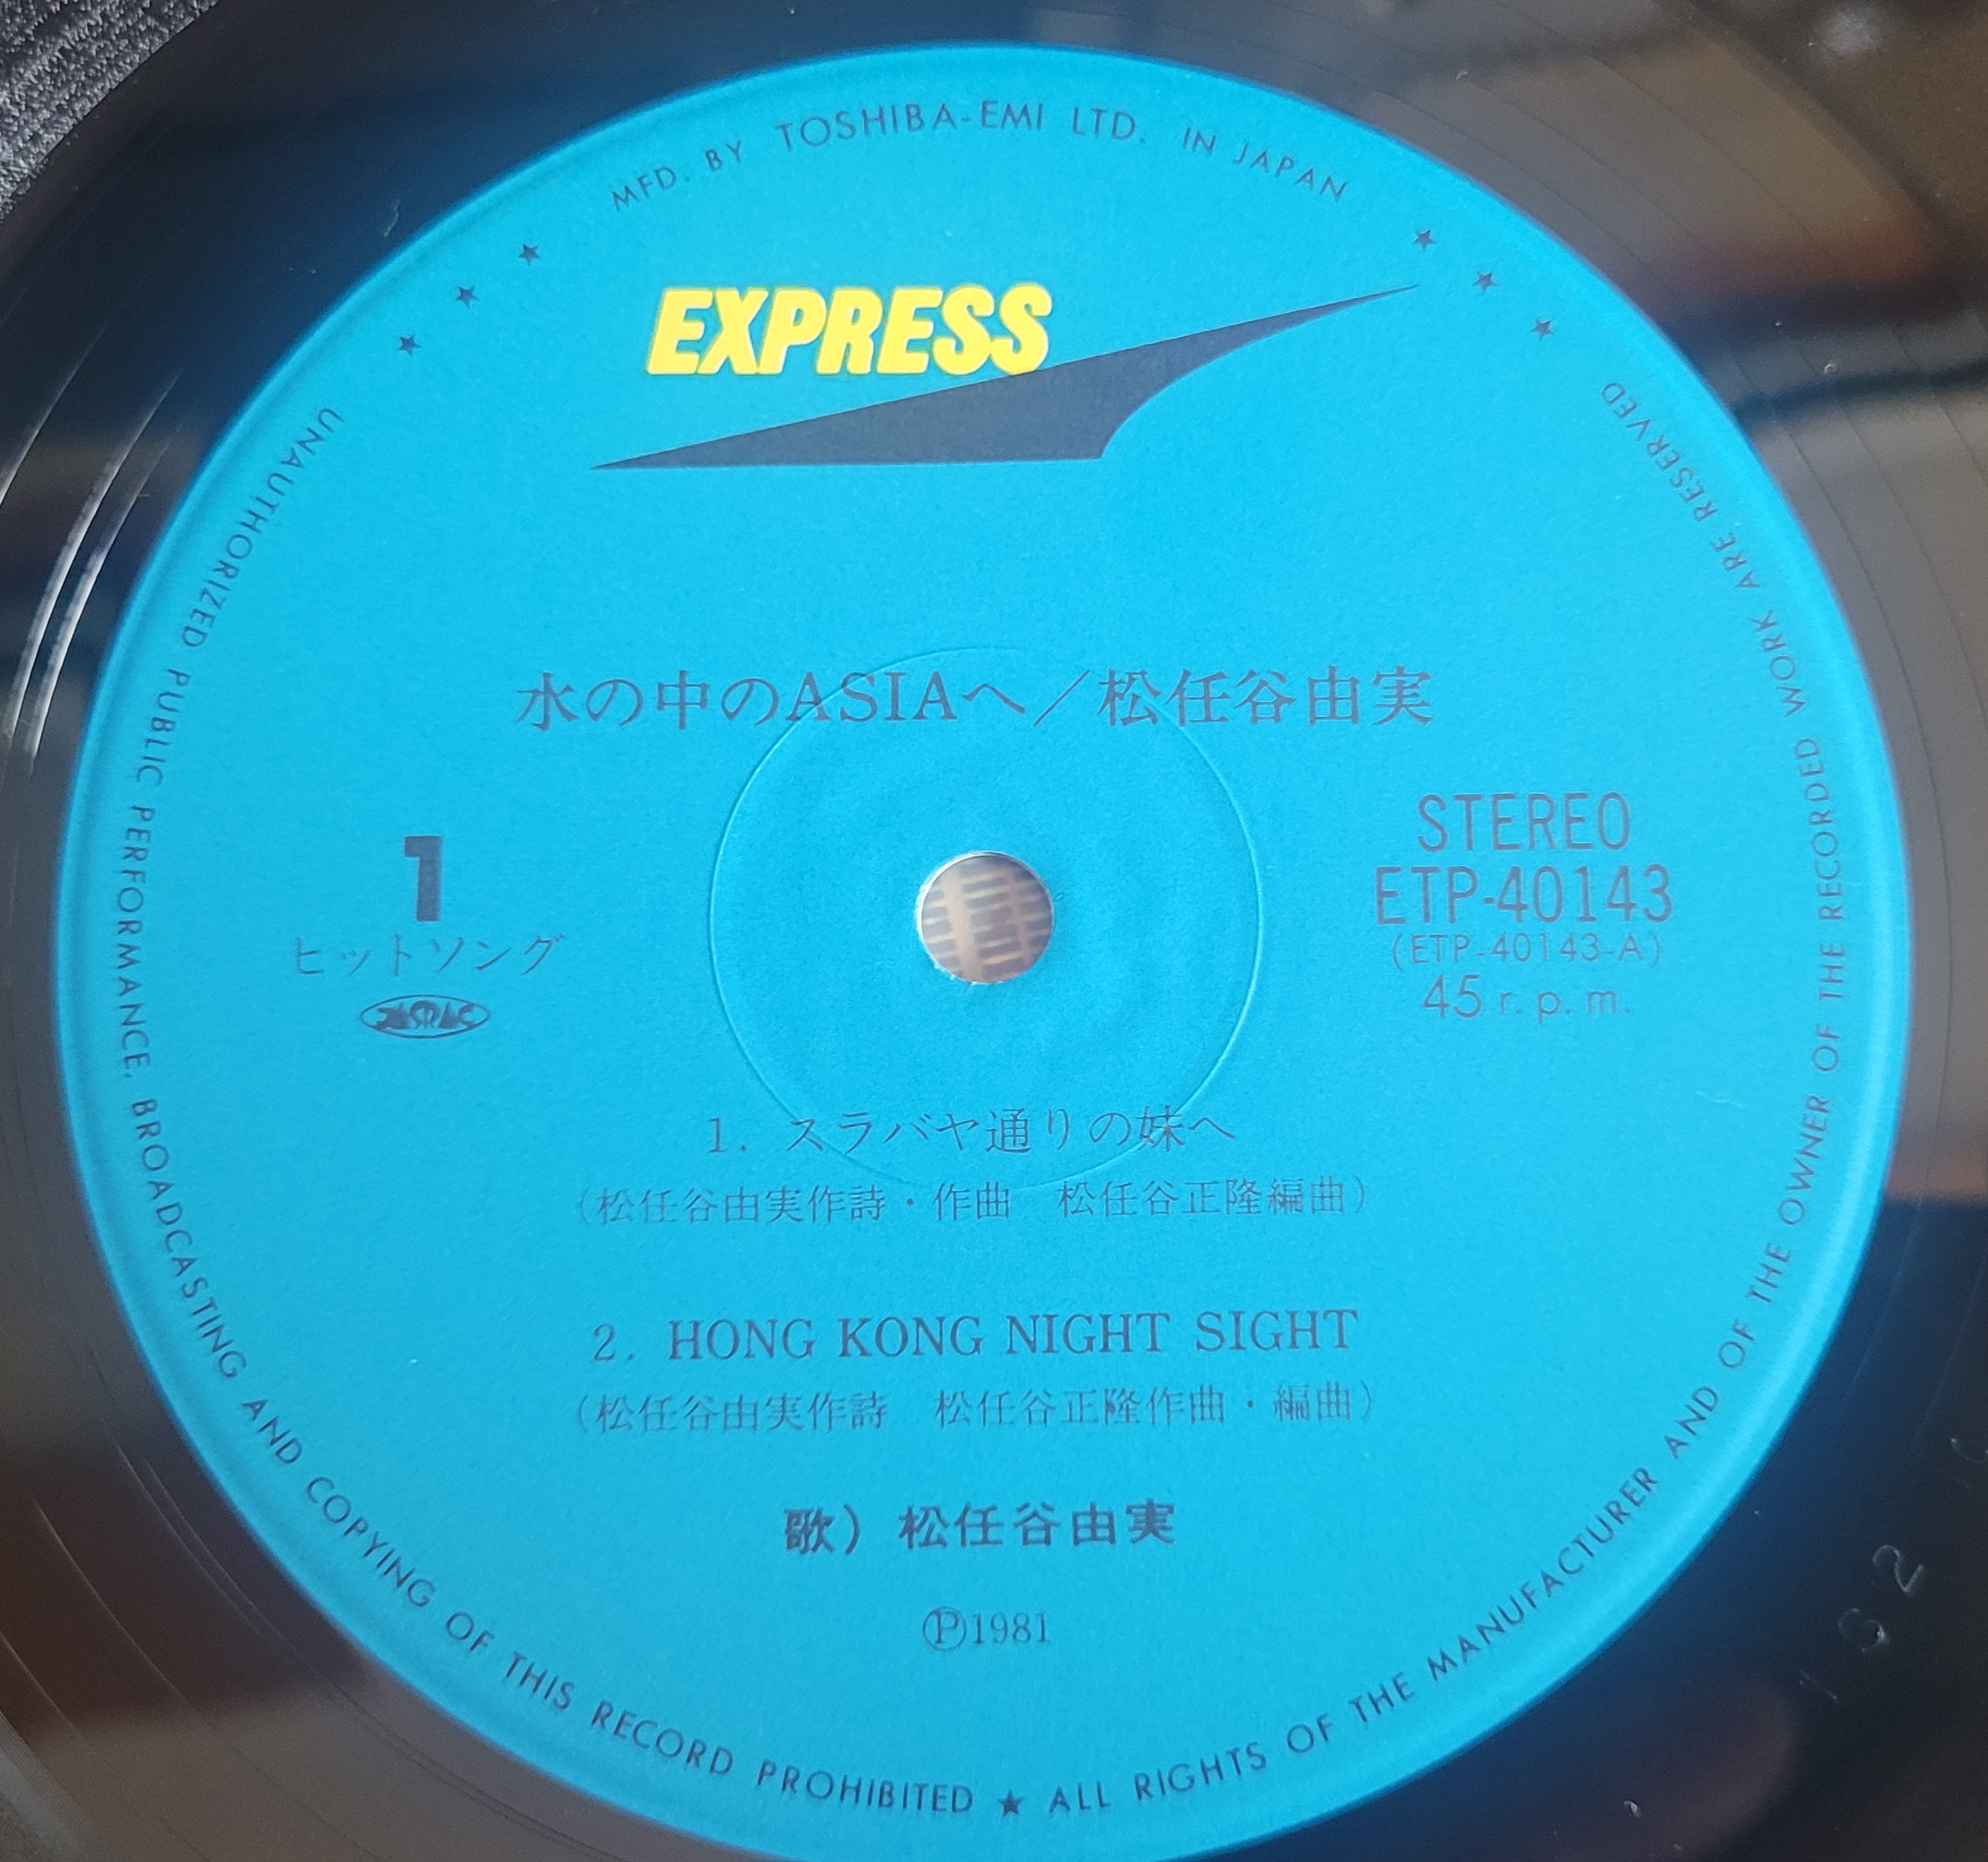 MFD. BY TOSHIBA-EMI LTD. IN JAPAN
EXPRESS
水の中のASIAへ／松任谷由実
1
ヒットソング
JASRAC
STEREO
ETP-40143
(ETP-40143-A)
45 r.p.m.
1. スラバヤ通りの妹へ
(松任谷由実作詩・作曲　松任谷正隆編曲)
2. HONG KONG NIGHT SIGHT
(松任谷由実作詩　松任谷正隆作曲・編曲)
歌) 松任谷由実
Ⓟ1981
UNAUTHORIZED PUBLIC PERFORMANCE, BROADCASTING AND COPYING OF THIS RECORD PROHIBITED ★ ALL RIGHTS OF THE MANUFACTURER AND OF THE OWNER OF THE RECORDED WORK ARE RESERVED